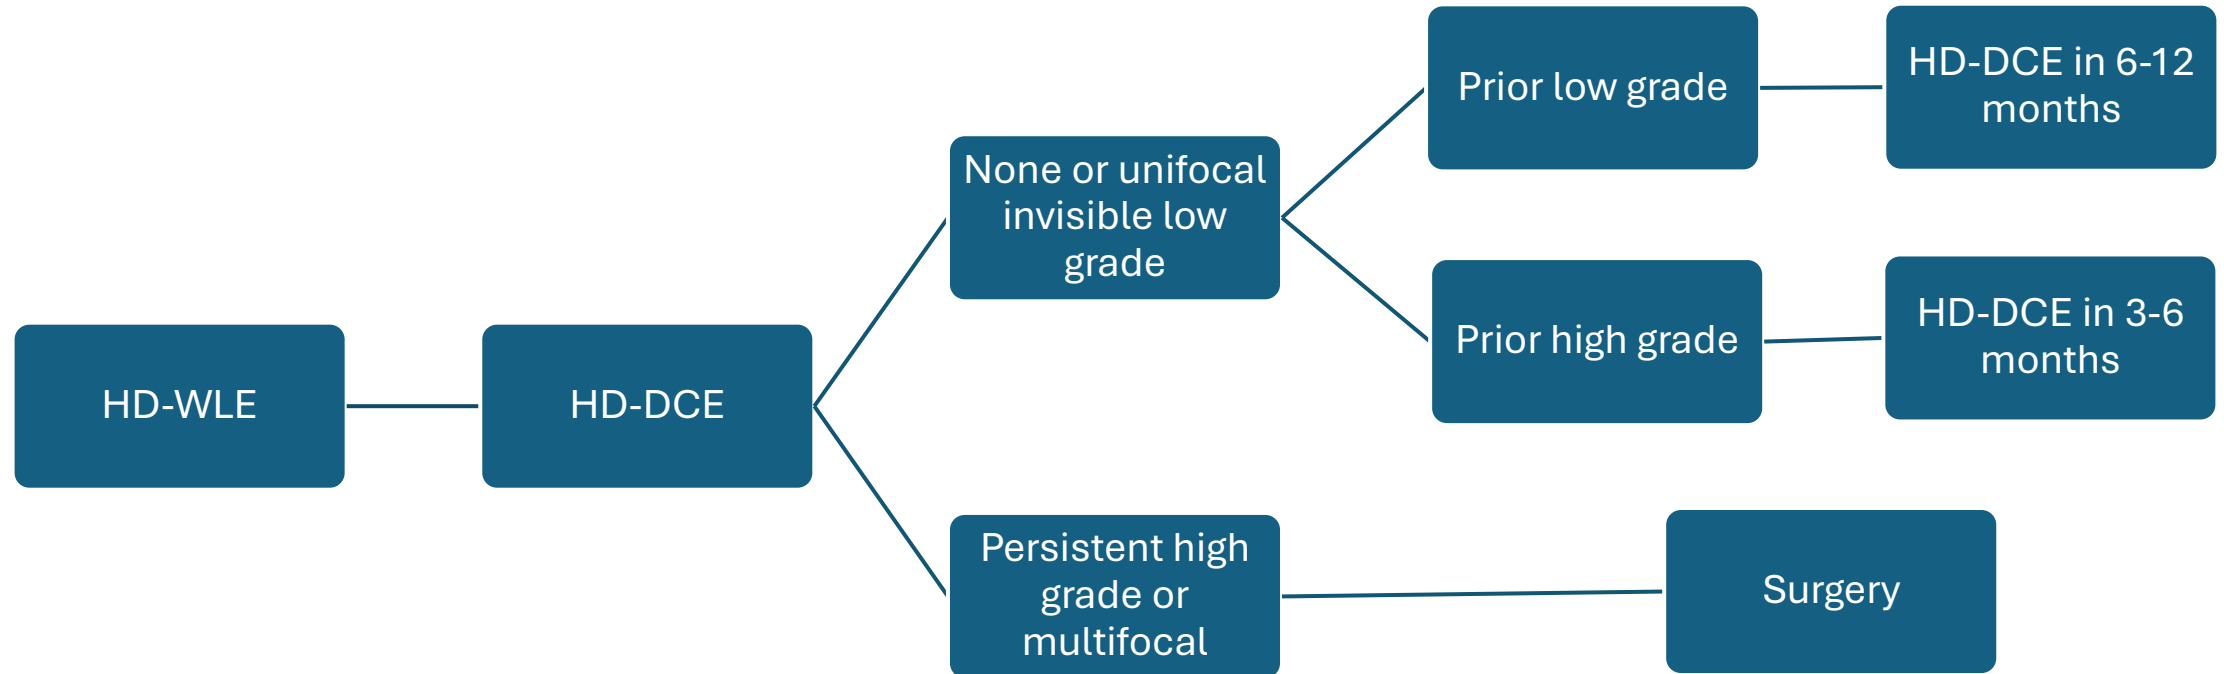 HD-WLE
HD-DCE
None or unifocal
invisible low
grade
Prior low grade
HD-DCE in 6-12
months
Prior high grade
HD-DCE in 3-6
months
Persistent high
grade or
multifocal
Surgery